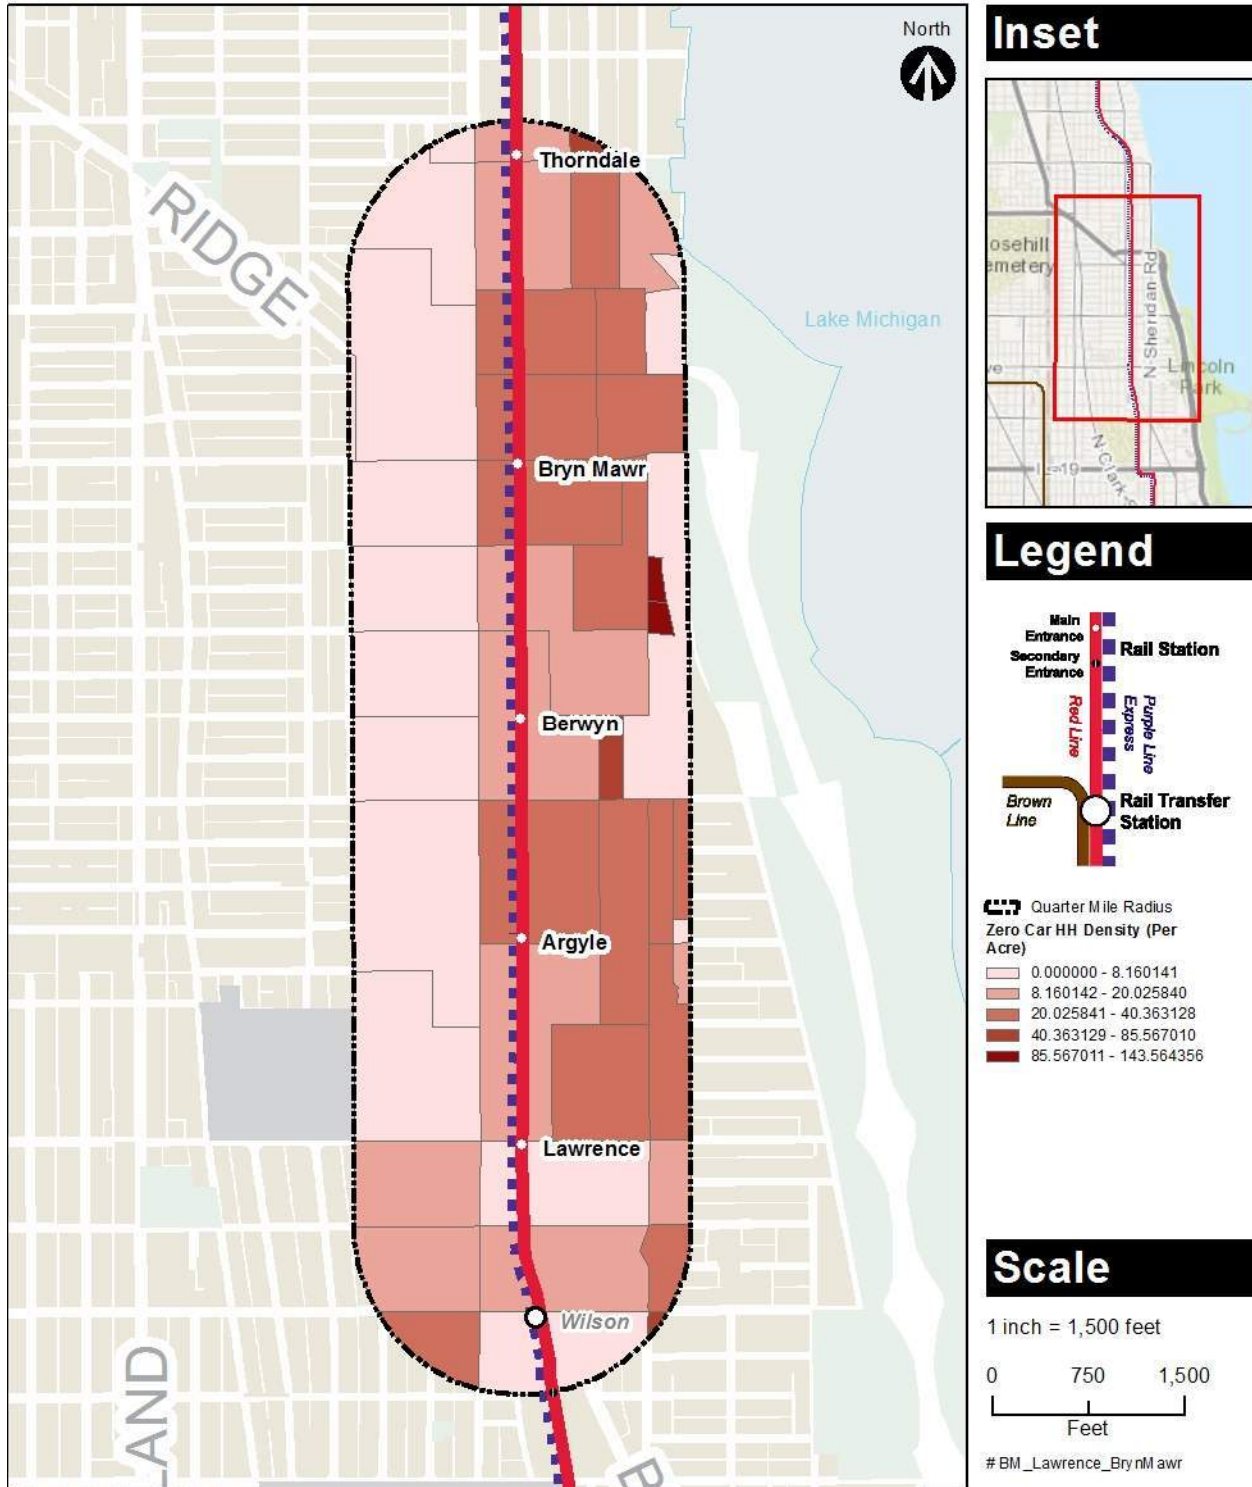 North
Thorndale
RIDGE
Lake Michigan
Bryn Mawr
Berwyn
Argyle
Lawrence
Wilson
LAND
B
Inset
osehill
emetery
N-Sheridan-Rd
ve
Lincoln
Park
N-Clark-S
Legend
Main
Entrance
Secondary
Entrance
Rail Station
Red Line
Purple Line
Express
Brown
Line
Rail Transfer
Station
Quarter Mile Radius
Zero Car HH Density (Per
Acre)
0.000000 - 8.160141
8.160142 - 20.025840
20.025841 - 40.363128
40.363129 - 85.567010
85.567011 - 143.564356
Scale
1 inch = 1,500 feet
0 750 1,500
Feet
# BM_Lawrence_BrynMawr